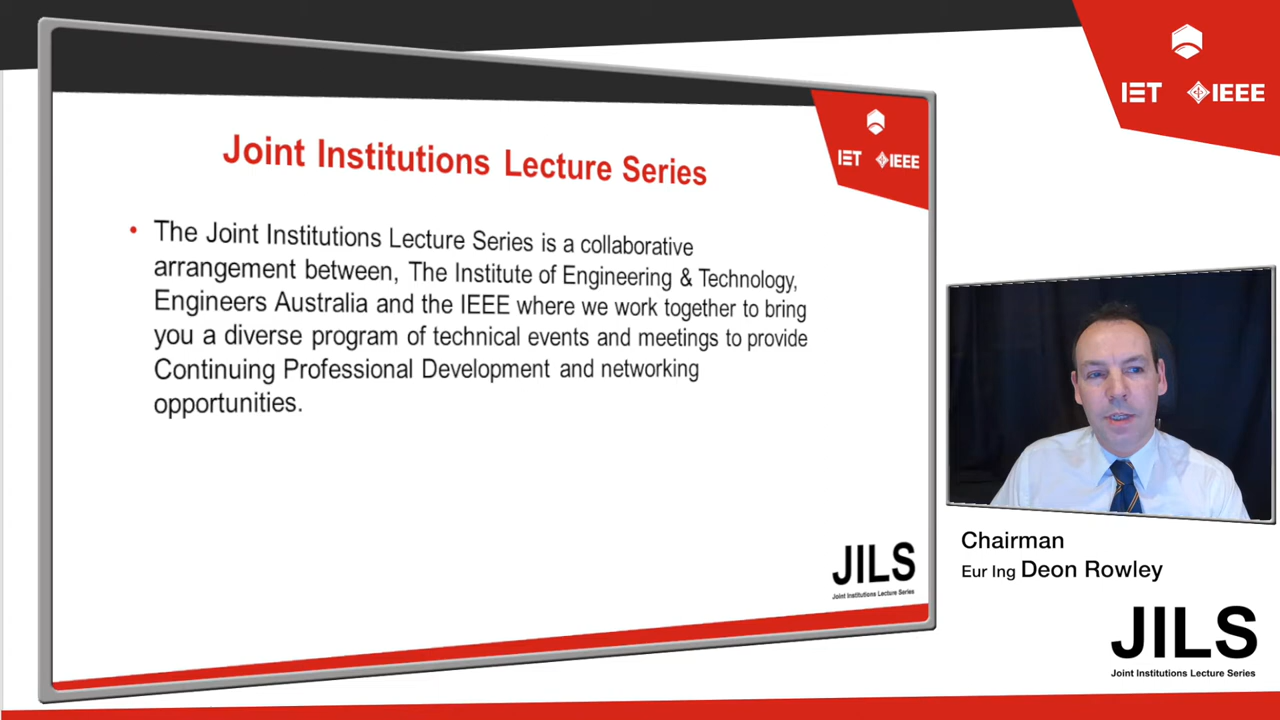 Joint Institutions Lecture Series
IET IEEE
• The Joint Institutions Lecture Series is a collaborative
arrangement between, The Institute of Engineering & Technology,
Engineers Australia and the IEEE where we work together to bring
you a diverse program of technical events and meetings to provide
Continuing Professional Development and networking
opportunities.
JILS
Joint Institutions Lecture Series
IET IEEE
Chairman
Eur Ing Deon Rowley
JILS
Joint Institutions Lecture Series